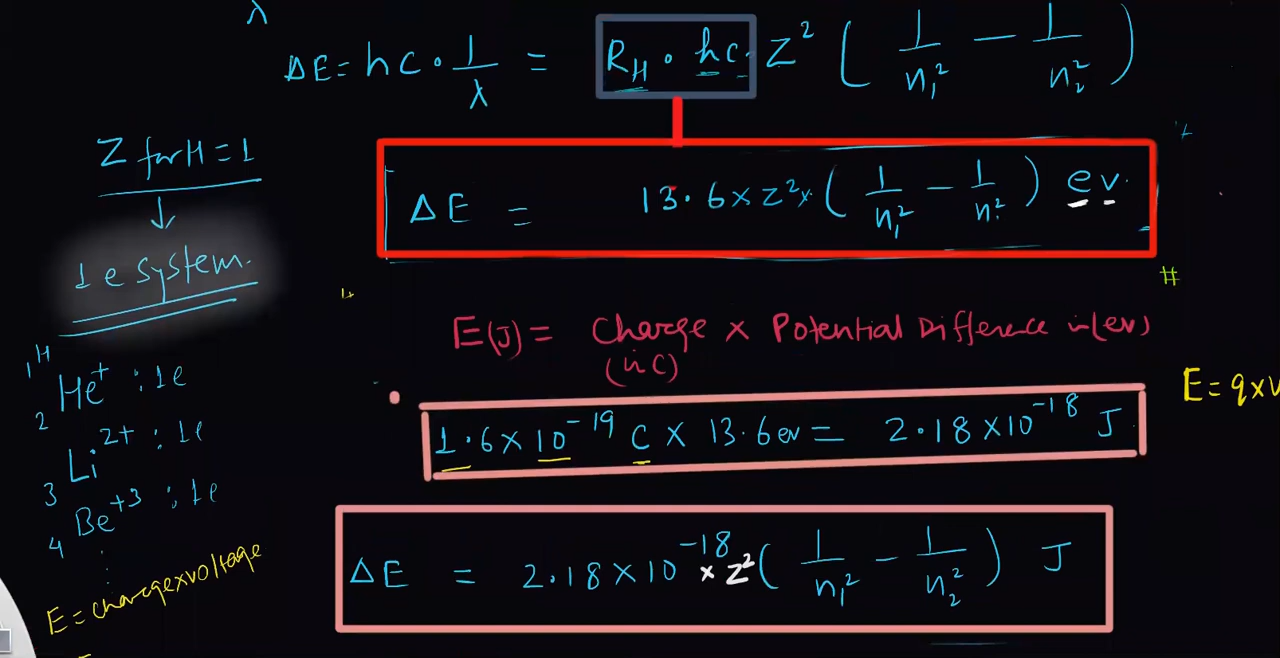 λ
ΔE = hc · 1/λ = R_H · hc · Z² ( 1/n₁² — 1/n₂² )
Z for H = 1
↓
1 e System.
ΔE = 13.6 × Z² × ( 1/n₁² — 1/n² ) ev.
#
E(J) = Charge × Potential Difference in(ev)
(in C)
E = q×v
1.6 × 10⁻¹⁹ C × 13.6 ev = 2.18 × 10⁻¹⁸ J
₁H
₂He⁺ : 1e
₃Li²⁺ : 1e
₄Be⁺³ : 1e
ΔE = 2.18 × 10⁻¹⁸ × Z² ( 1/n₁² — 1/n₂² ) J
E = charge×voltage